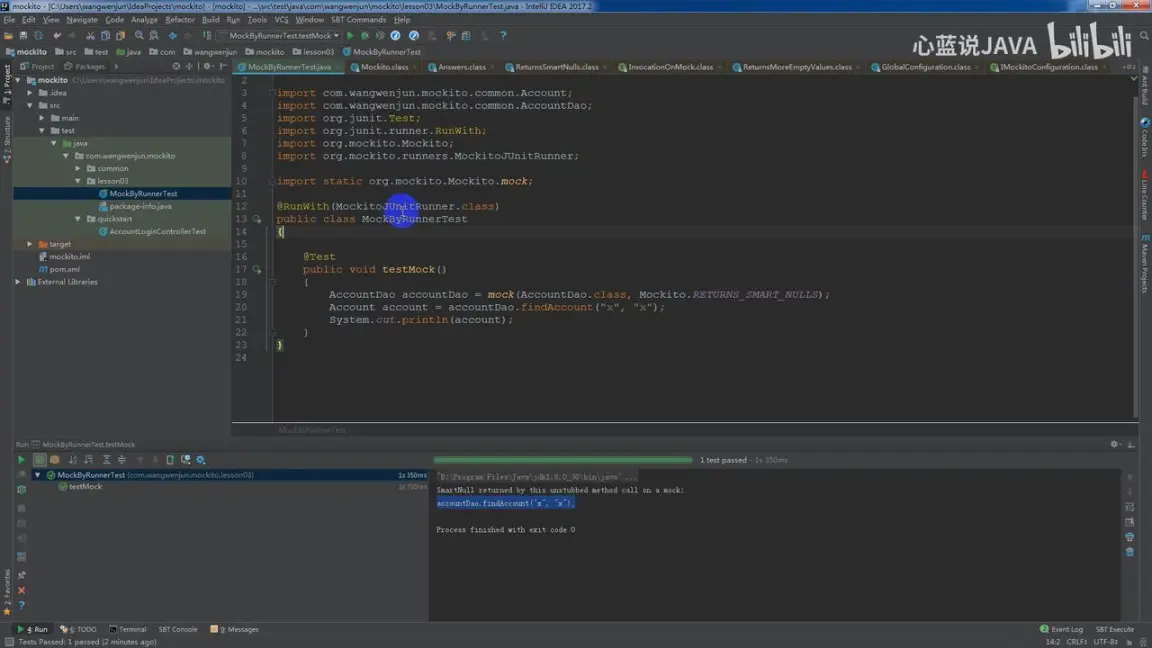 mockito - [C:\Users\wangwenjun\IdeaProjects\mockito] - ...\src\test\java\com\wangwenjun\mockito\lesson03\MockByRunnerTest.java - IntelliJ IDEA 2017.2
File Edit View Navigate Code Analyze Refactor Build Run Tools VCS Window SBT Commands Help
MockByRunnerTest.testMock
心蓝说JAVA bilibili
mockito src test java com wangwenjun mockito lesson03 MockByRunnerTest
Project Packages
MockByRunnerTest.java Mockito.class Answers.class ReturnsSmartNulls.class InvocationOnMock.class ReturnsMoreEmptyValues.class GlobalConfiguration.class IMockitoConfiguration.class
mockito C:\Users\wangwenjun\IdeaProjects\mockito
.idea
src
main
test
java
com.wangwenjun.mockito
common
lesson03
MockByRunnerTest
package-info.java
quickstart
AccountLoginControllerTest
target
mockito.iml
pom.xml
External Libraries
1: Project
7: Structure
2: Favorites
Ant Build
Line Counter
Maven Projects
2
3 import com.wangwenjun.mockito.common.Account;
4 import com.wangwenjun.mockito.common.AccountDao;
5 import org.junit.Test;
6 import org.junit.runner.RunWith;
7 import org.mockito.Mockito;
8 import org.mockito.runners.MockitoJUnitRunner;
9
10 import static org.mockito.Mockito.mock;
11
12 @RunWith(MockitoJUnitRunner.class)
13 public class MockByRunnerTest
14 {
15
16 @Test
17 public void testMock()
18 {
19 AccountDao accountDao = mock(AccountDao.class, Mockito.RETURNS_SMART_NULLS);
20 Account account = accountDao.findAccount("x", "x");
21 System.out.println(account);
22 }
23 }
24
MockByRunnerTest
Run MockByRunnerTest.testMock
1 test passed - 1s 350ms
MockByRunnerTest (com.wangwenjun.mockito.lesson03) 1s 350ms
testMock 1s 350ms
"D:\Program Files\Java\jdk1.8.0_60\bin\java" ...
SmartNull returned by this unstubbed method call on a mock:
accountDao.findAccount("x", "x");
Process finished with exit code 0
4: Run 6: TODO Terminal SBT Console 0: Messages Event Log SBT Execute
Tests Passed: 1 passed (2 minutes ago) 14:2 CRLF: UTF-8: